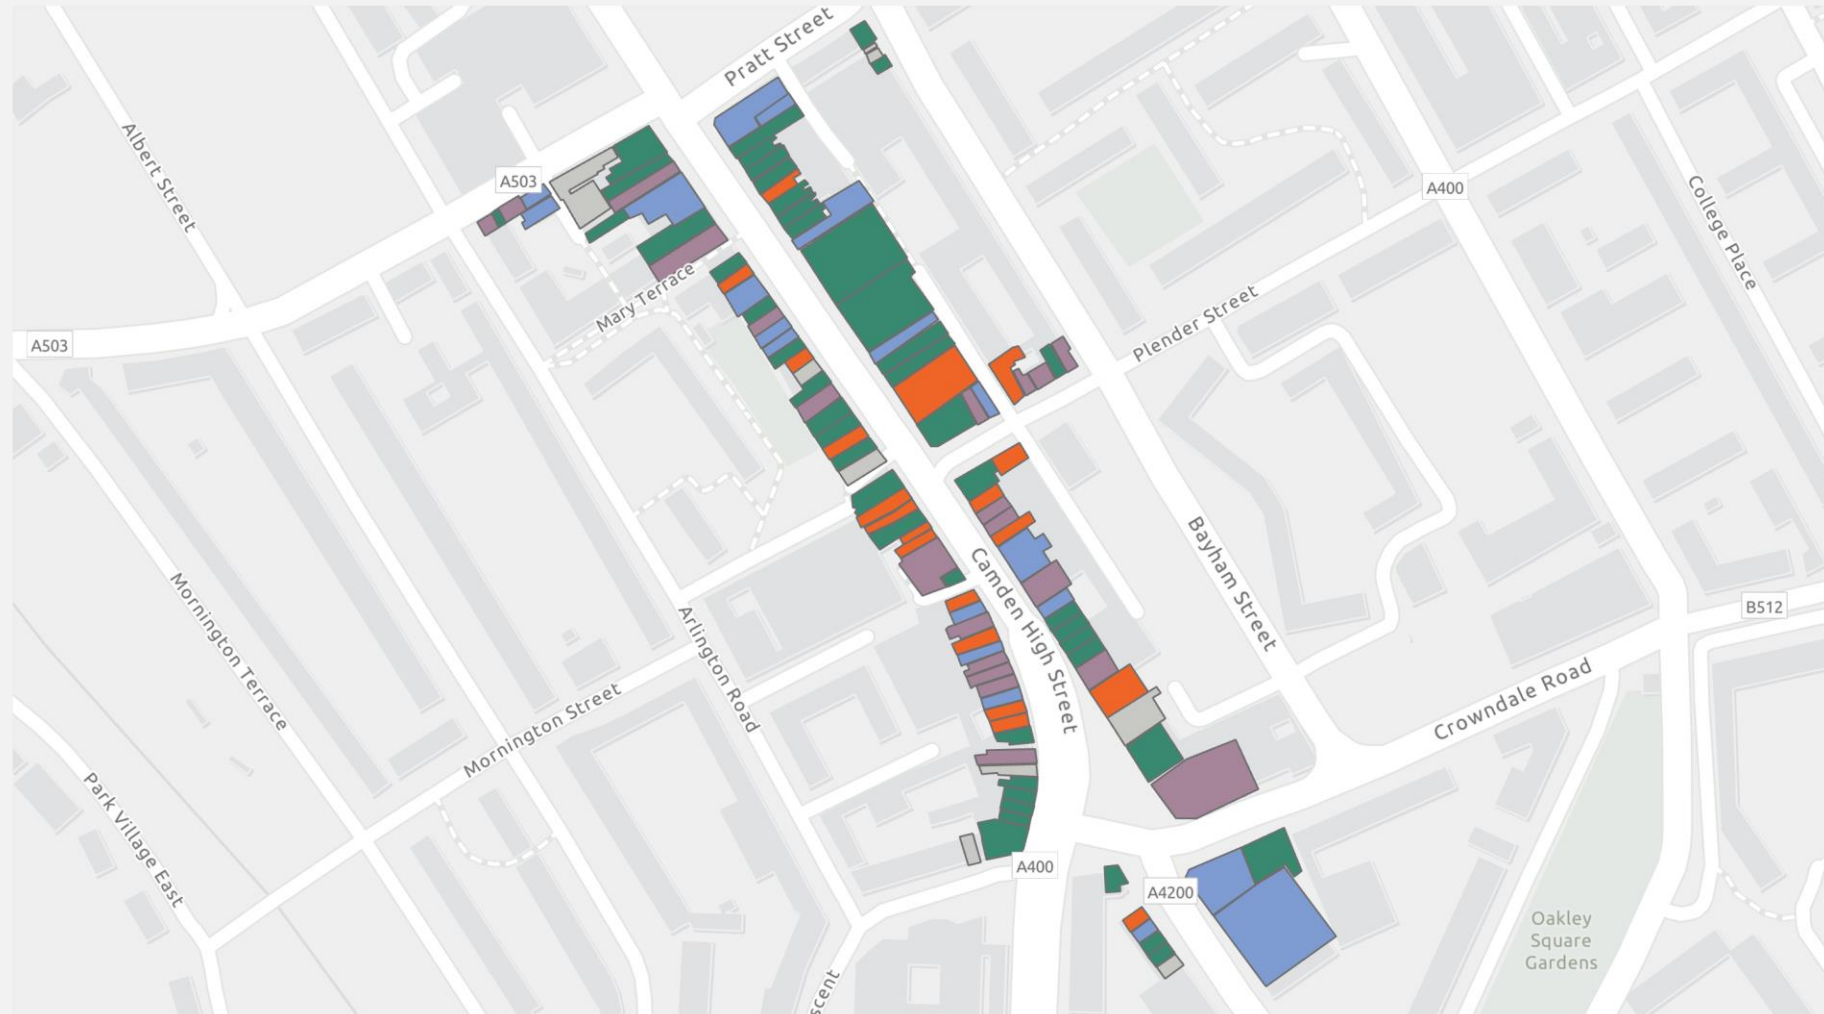 Pratt Street
Albert Street
A503
A400
College Place
Mary Terrace
Plender Street
A503
Bayham Street
Camden High Street
Mornington Terrace
Arlington Road
B512
Mornington Street
Crowndale Road
Park Village East
A400
A4200
Oakley
Square
Gardens
scent